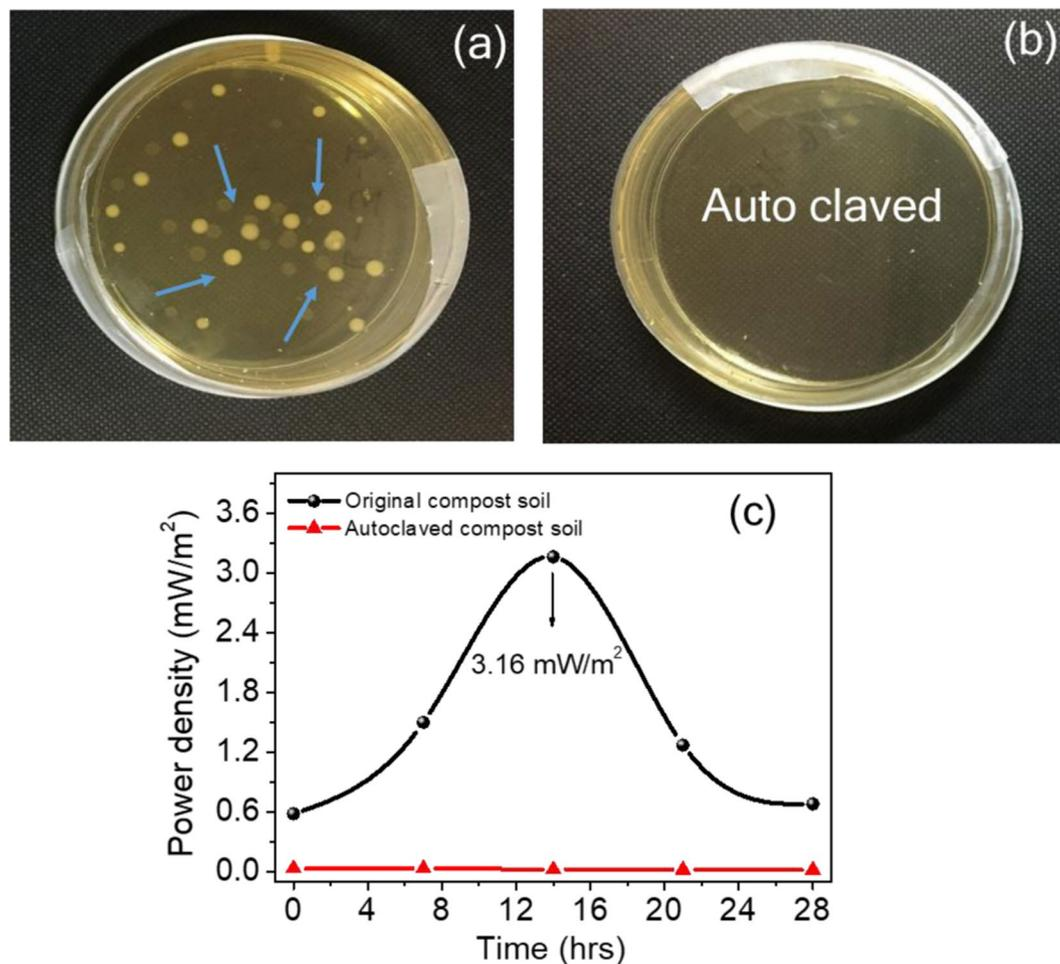 (a)
(b)
Auto claved
Original compost soil
Autoclaved compost soil
(c)
3.16 mW/m²
Power density (mW/m²)
3.6
3.0
2.4
1.8
1.2
0.6
0.0
0 4 8 12 16 20 24 28
Time (hrs)